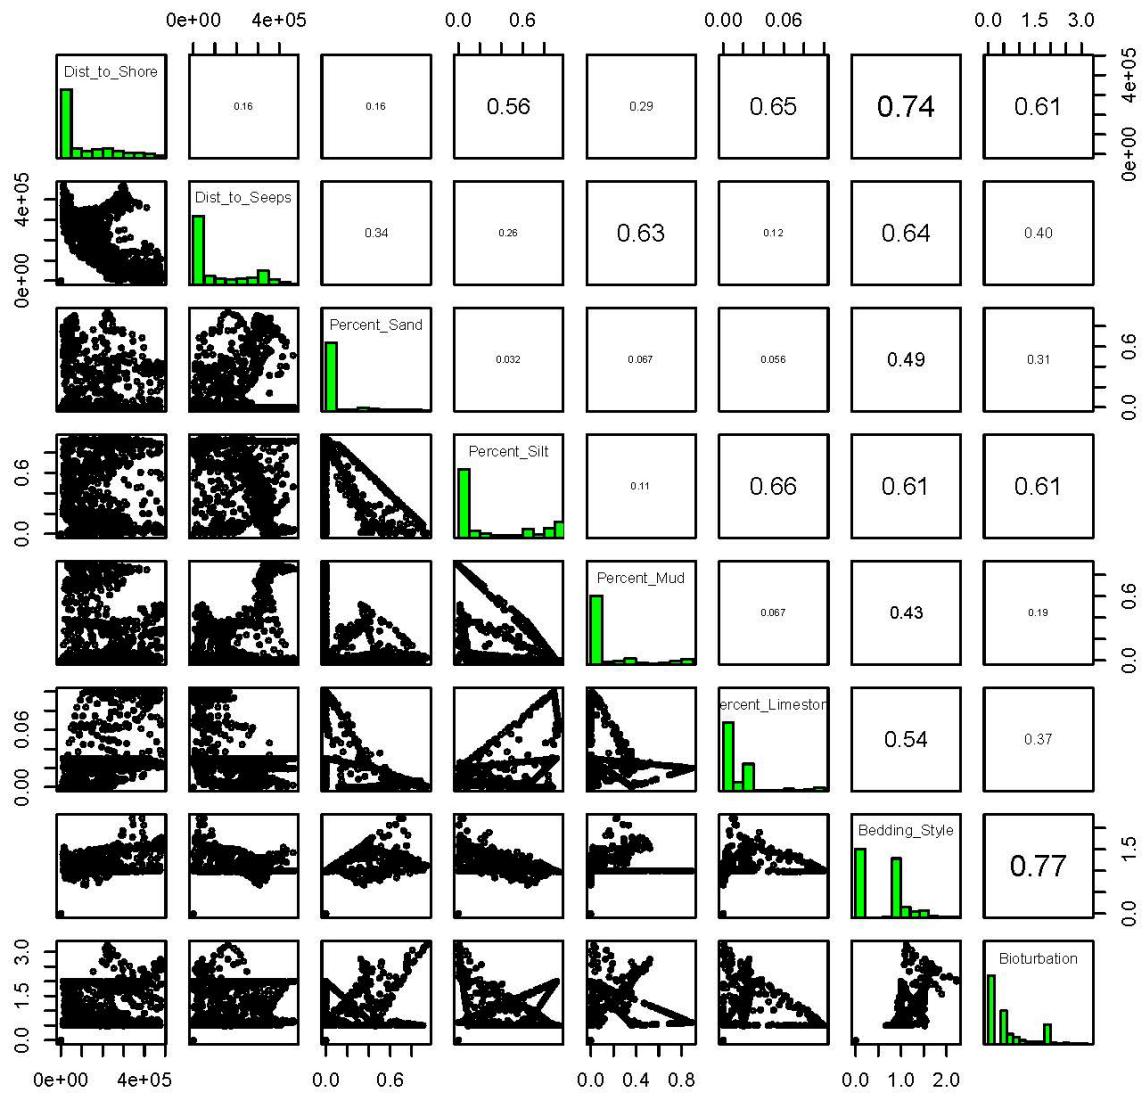 0e+00 4e+05 0.0 0.6 0.00 0.06 0.0 1.5 3.0
Dist_to_Shore 0.16 0.16 0.56 0.29 0.65 0.74 0.61 0e+00 4e+05
0e+00 4e+05 Dist_to_Seeps 0.34 0.26 0.63 0.12 0.64 0.40
Percent_Sand 0.032 0.067 0.056 0.49 0.31 0.0 0.6
0.0 0.6 Percent_Silt 0.11 0.66 0.61 0.61
Percent_Mud 0.067 0.43 0.19 0.0 0.6
0.00 0.06 ercent_Limeston 0.54 0.37
Bedding_Style 0.77 0.0 1.5
0.0 1.5 3.0 Bioturbation
0e+00 4e+05 0.0 0.6 0.0 0.4 0.8 0.0 1.0 2.0